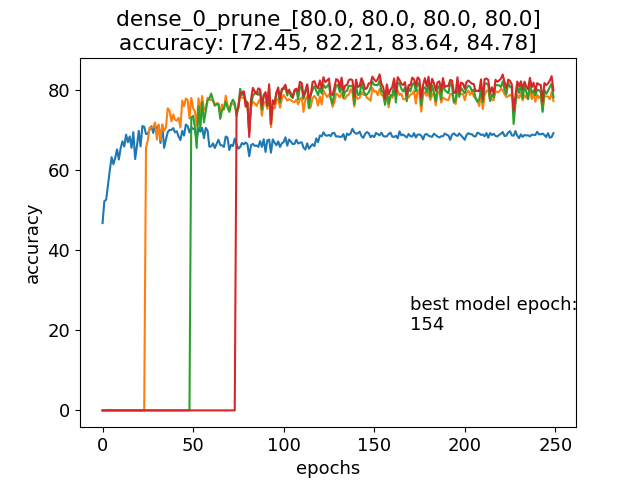 dense_0_prune_[80.0, 80.0, 80.0, 80.0]
accuracy: [72.45, 82.21, 83.64, 84.78]
80
60
40
20
0
accuracy
best model epoch:
154
0 50 100 150 200 250
epochs